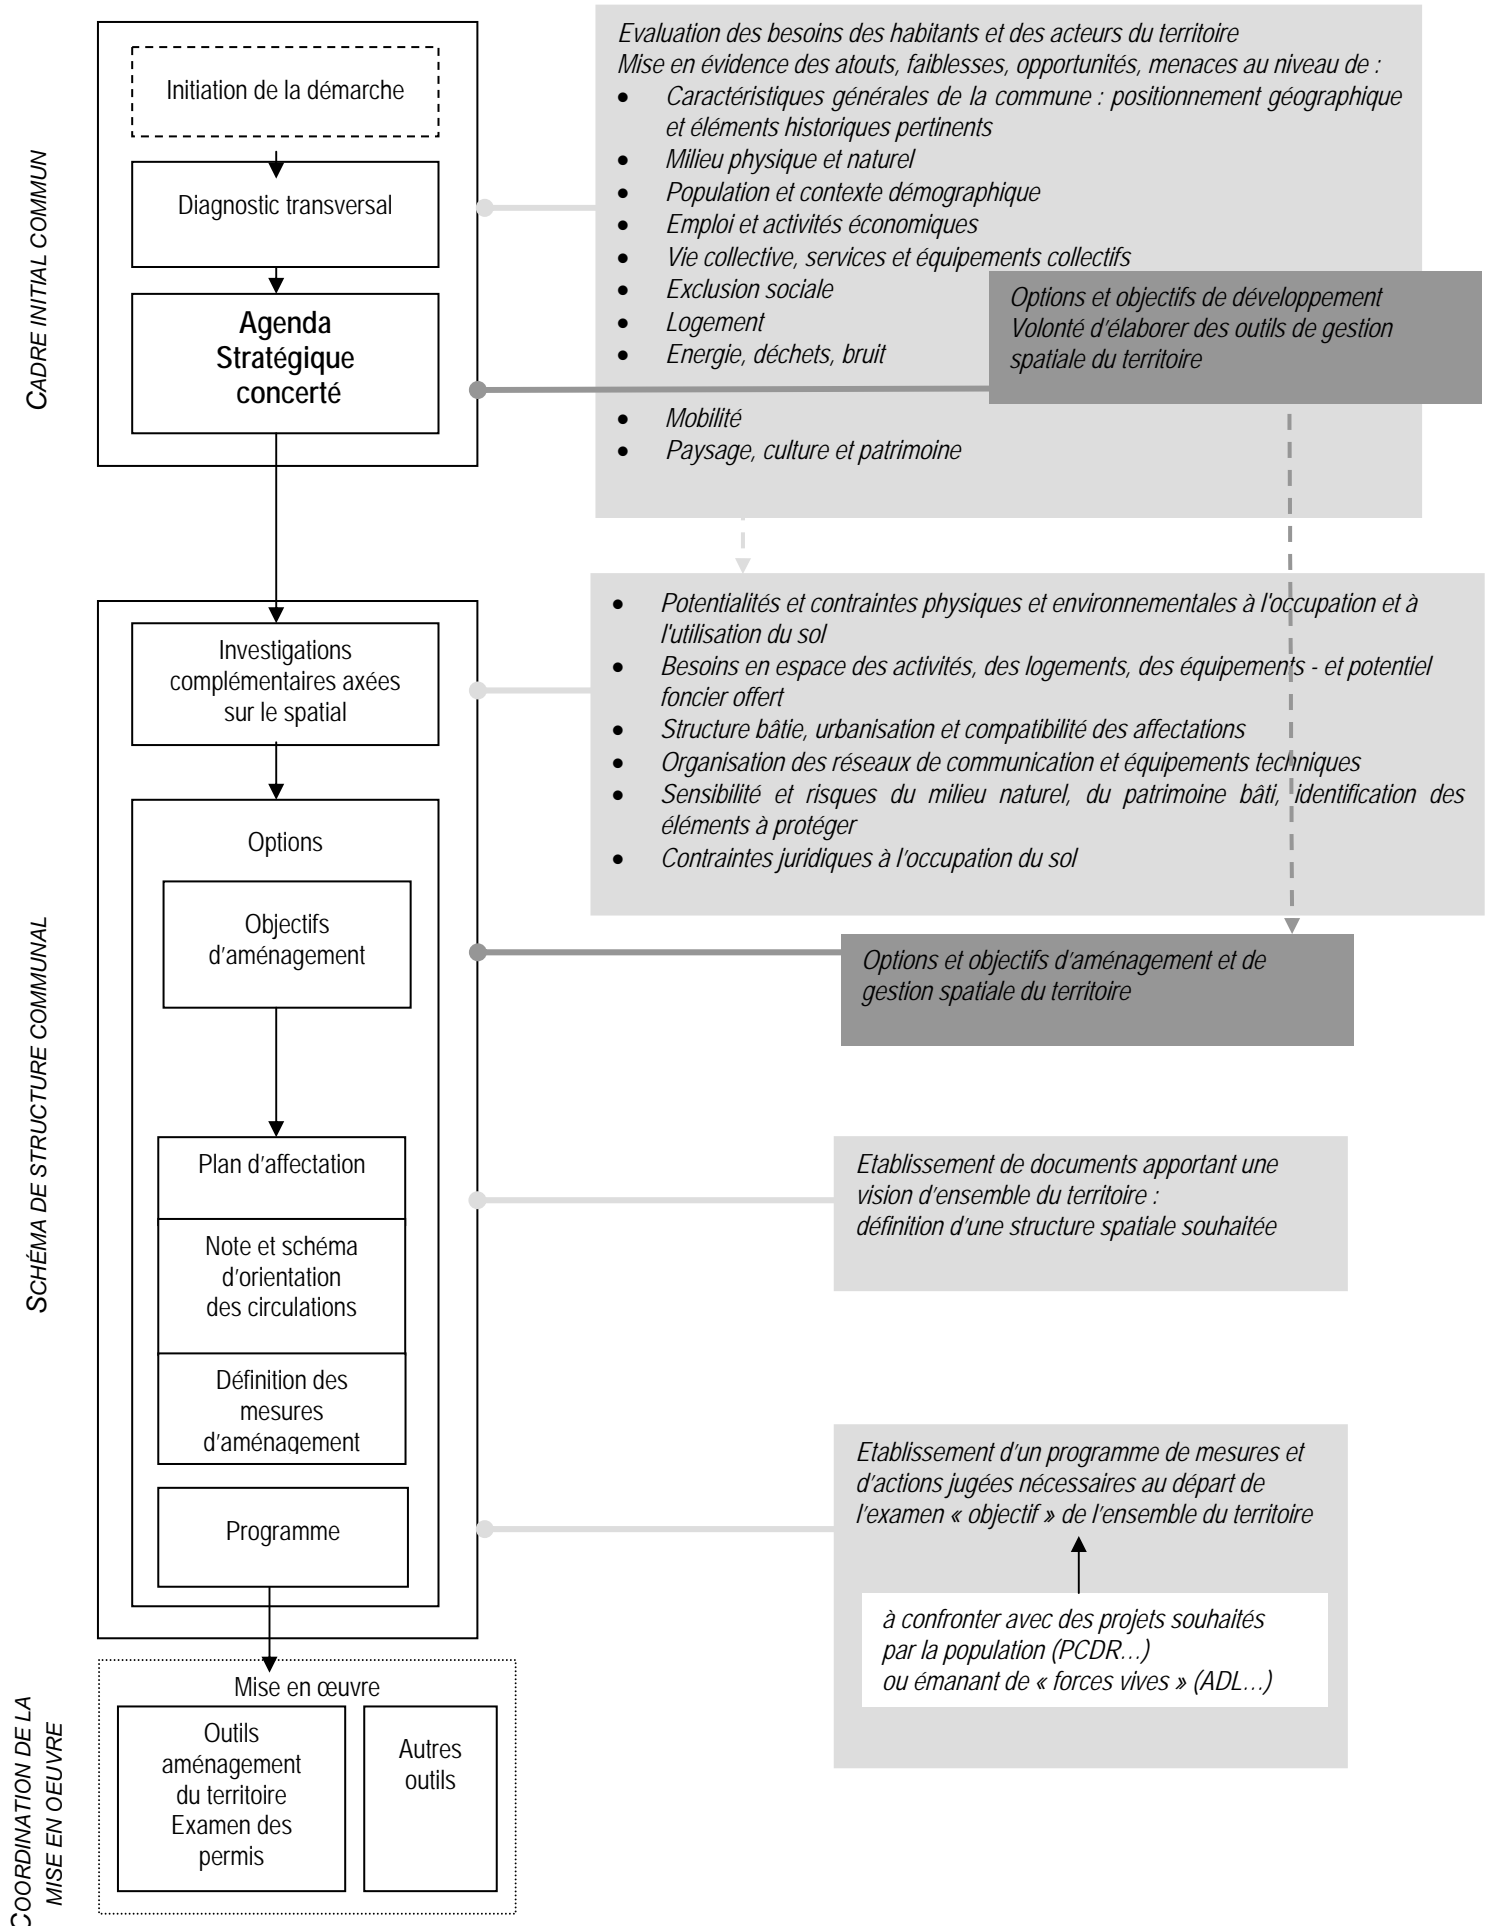 CADRE INITIAL COMMUN
Initiation de la démarche
Diagnostic transversal
Agenda
Stratégique
concerté
Evaluation des besoins des habitants et des acteurs du territoire
Mise en évidence des atouts, faiblesses, opportunités, menaces au niveau de :
• Caractéristiques générales de la commune : positionnement géographique
et éléments historiques pertinents
• Milieu physique et naturel
• Population et contexte démographique
• Emploi et activités économiques
• Vie collective, services et équipements collectifs
• Exclusion sociale
• Logement
• Energie, déchets, bruit
• Mobilité
• Paysage, culture et patrimoine
Options et objectifs de développement
Volonté d'élaborer des outils de gestion
spatiale du territoire
SCHÉMA DE STRUCTURE COMMUNAL
Investigations
complémentaires axées
sur le spatial
• Potentialités et contraintes physiques et environnementales à l'occupation et à
l'utilisation du sol
• Besoins en espace des activités, des logements, des équipements - et potentiel
foncier offert
• Structure bâtie, urbanisation et compatibilité des affectations
• Organisation des réseaux de communication et équipements techniques
• Sensibilité et risques du milieu naturel, du patrimoine bâti, identification des
éléments à protéger
• Contraintes juridiques à l'occupation du sol
Options
Objectifs
d'aménagement
Options et objectifs d'aménagement et de
gestion spatiale du territoire
Plan d'affectation
Note et schéma
d'orientation
des circulations
Définition des
mesures
d'aménagement
Etablissement de documents apportant une
vision d'ensemble du territoire :
définition d'une structure spatiale souhaitée
Programme
Etablissement d'un programme de mesures et
d'actions jugées nécessaires au départ de
l'examen « objectif » de l'ensemble du territoire
à confronter avec des projets souhaités
par la population (PCDR…)
ou émanant de « forces vives » (ADL…)
COORDINATION DE LA
MISE EN OEUVRE
Mise en œuvre
Outils
aménagement
du territoire
Examen des
permis
Autres
outils